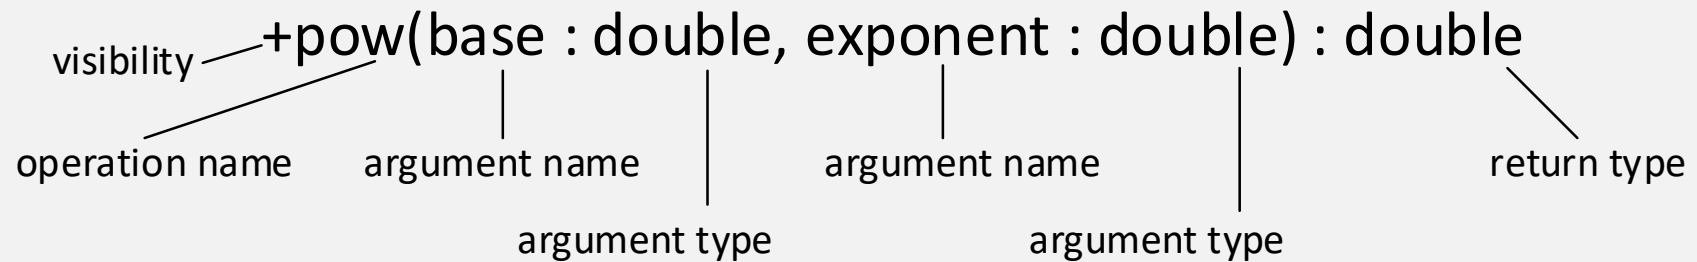 +pow(base : double, exponent : double) : double
visibility
operation name
argument name
argument name
return type
argument type
argument type